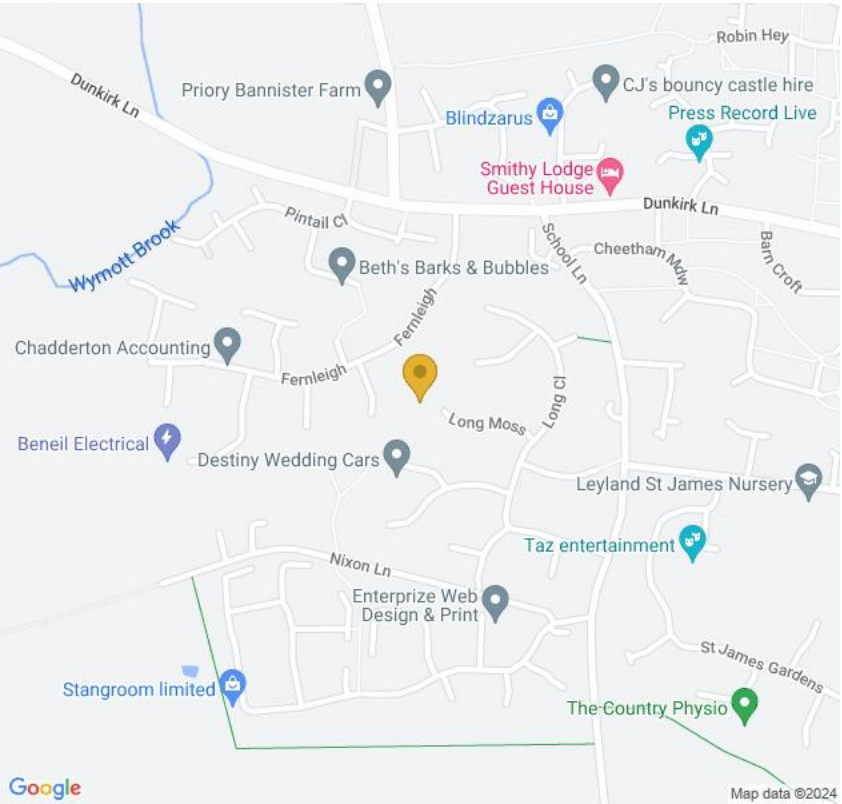 Robin Hey
Dunkirk Ln
Priory Bannister Farm
CJ's bouncy castle hire
Blindzarus
Press Record Live
Smithy Lodge
Guest House
Dunkirk Ln
Pintail Cl
School Ln
Cheetham Mdw
Barn Croft
Wymott Brook
Beth's Barks & Bubbles
Fernleigh
Chadderton Accounting
Fernleigh
Long Cl
Long Moss
Beneil Electrical
Destiny Wedding Cars
Leyland St James Nursery
Taz entertainment
Nixon Ln
Enterprize Web
Design & Print
St James Gardens
Stangroom limited
The Country Physio
Google
Map data ©2024